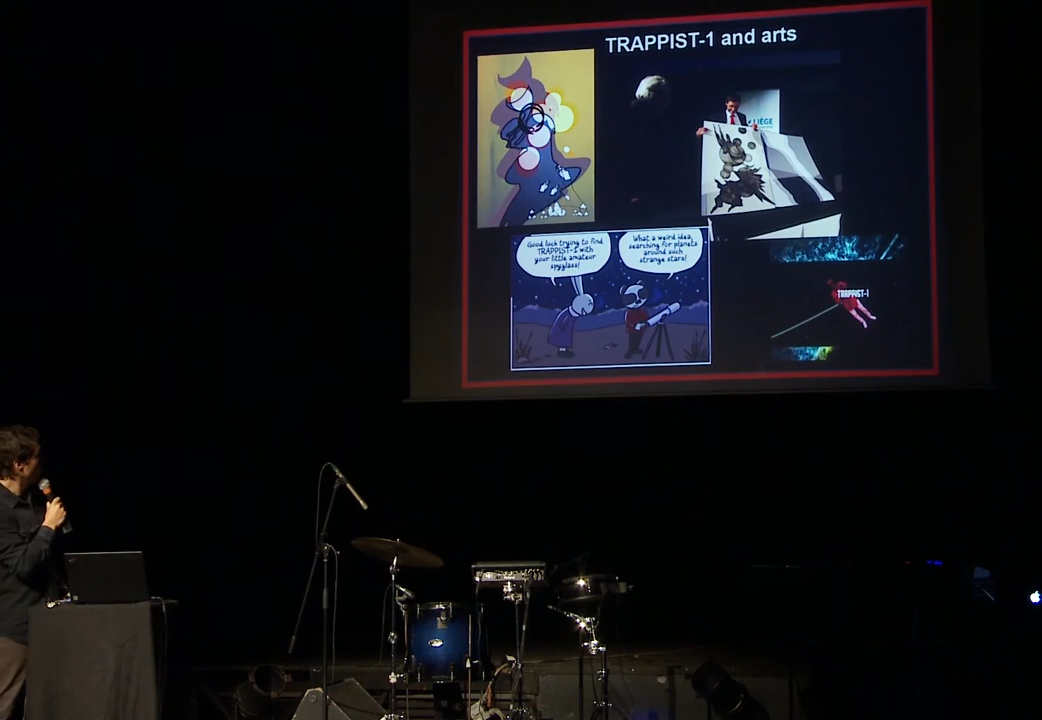 TRAPPIST-1 and arts
LIÈGE
Good luck trying to find
TRAPPIST-1 with
your little amateur
spyglass!
What a weird idea,
searching for planets
around such
strange stars!
TRAPPIST-1